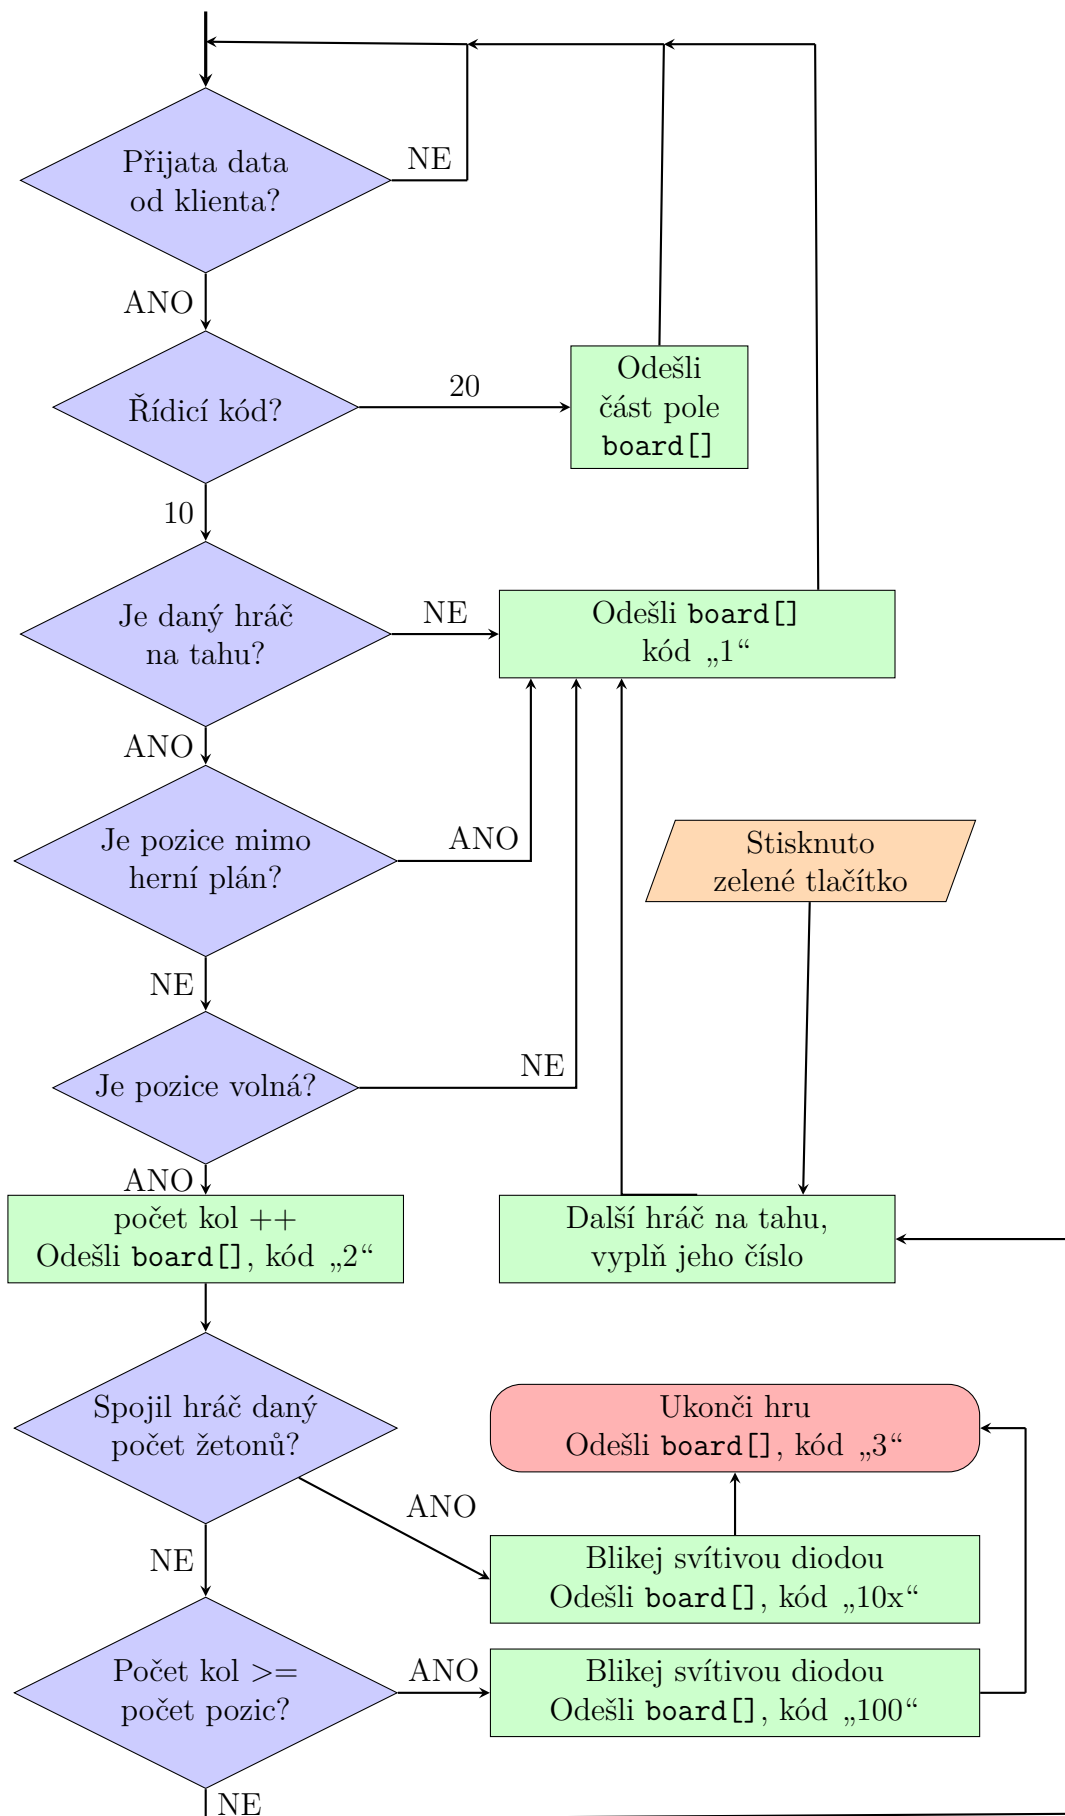 Přijata data
od klienta?
NE
ANO
Řídicí kód?
20
Odešli
část pole
board[]
10
Je daný hráč
na tahu?
NE
Odešli board[]
kód „1“
ANO
Je pozice mimo
herní plán?
ANO
Stisknuto
zelené tlačítko
NE
Je pozice volná?
NE
ANO
počet kol ++
Odešli board[], kód „2“
Další hráč na tahu,
vyplň jeho číslo
Spojil hráč daný
počet žetonů?
Ukonči hru
Odešli board[], kód „3“
ANO
NE
Blikej svítivou diodou
Odešli board[], kód „10x“
Počet kol >=
počet pozic?
ANO
Blikej svítivou diodou
Odešli board[], kód „100“
NE